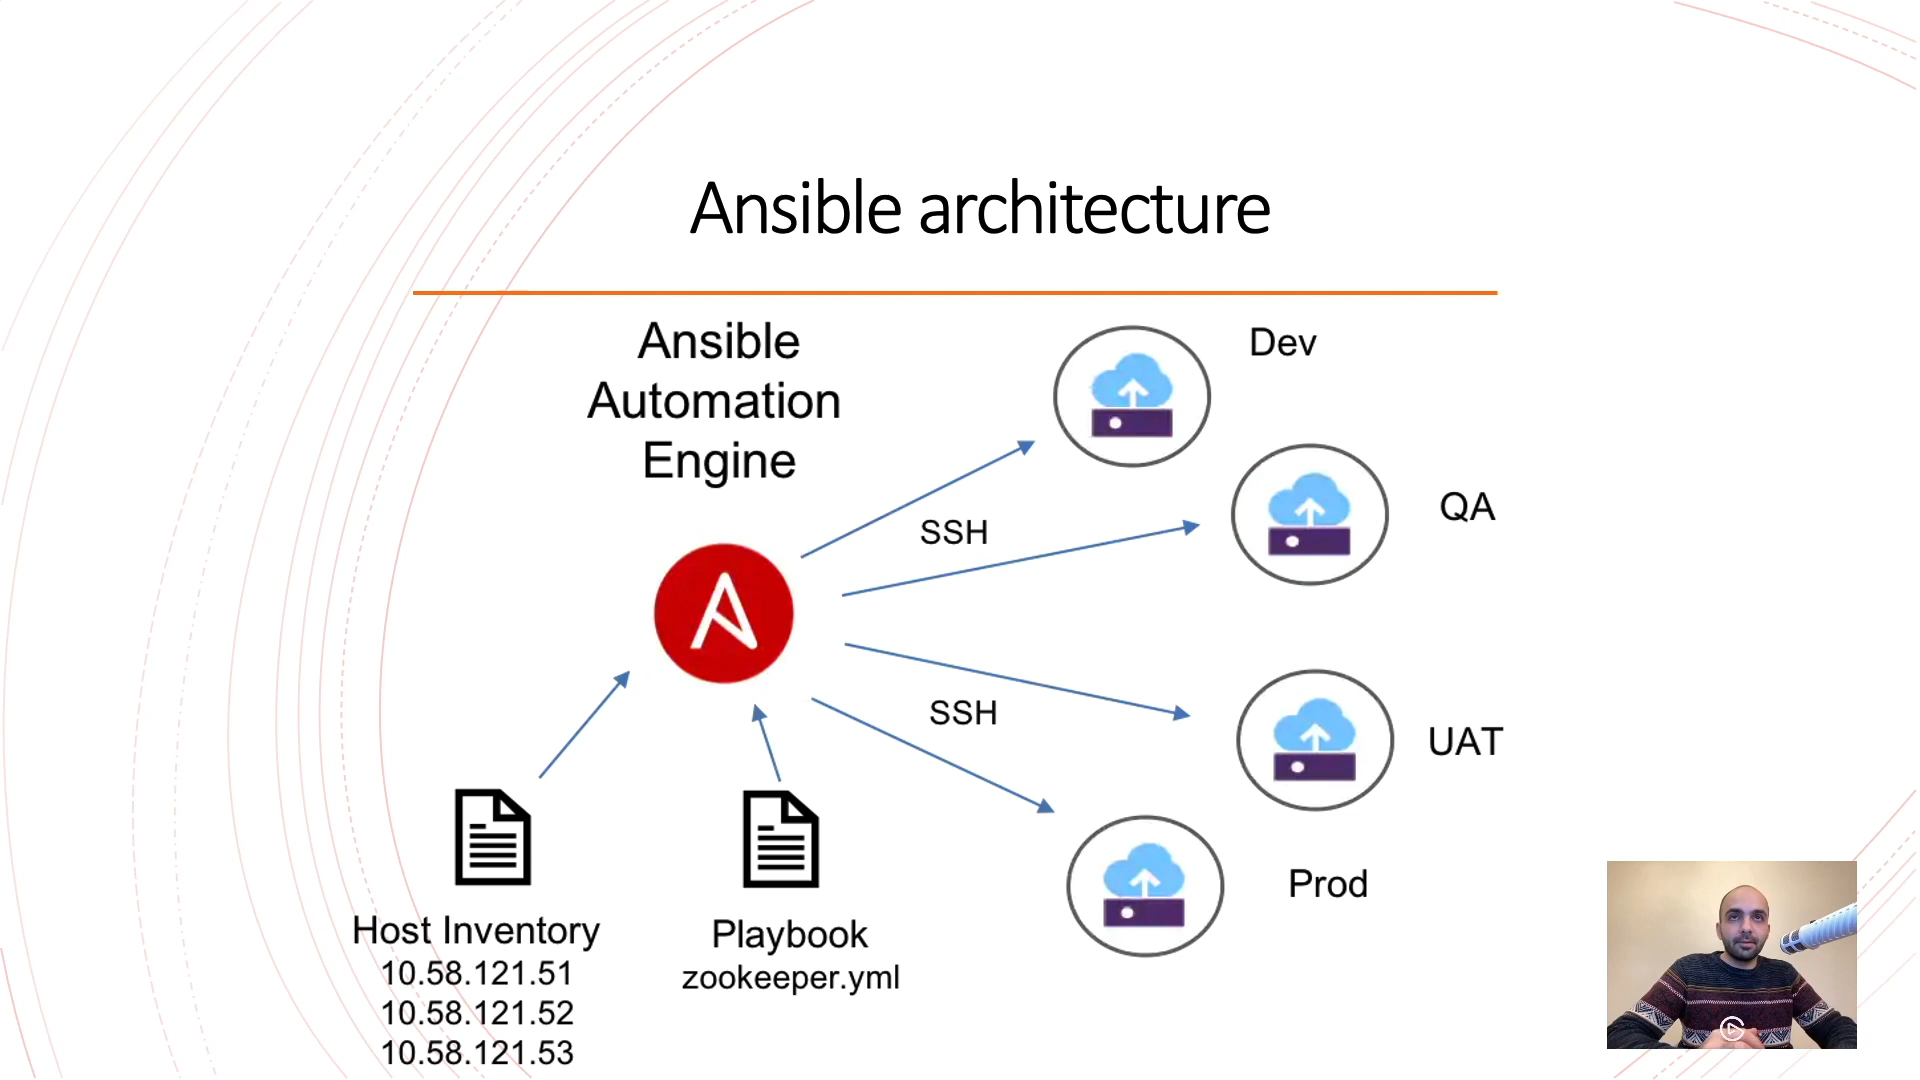 Ansible architecture
Ansible
Automation
Engine
Dev
QA
SSH
SSH
UAT
Prod
Host Inventory
10.58.121.51
10.58.121.52
10.58.121.53
Playbook
zookeeper.yml